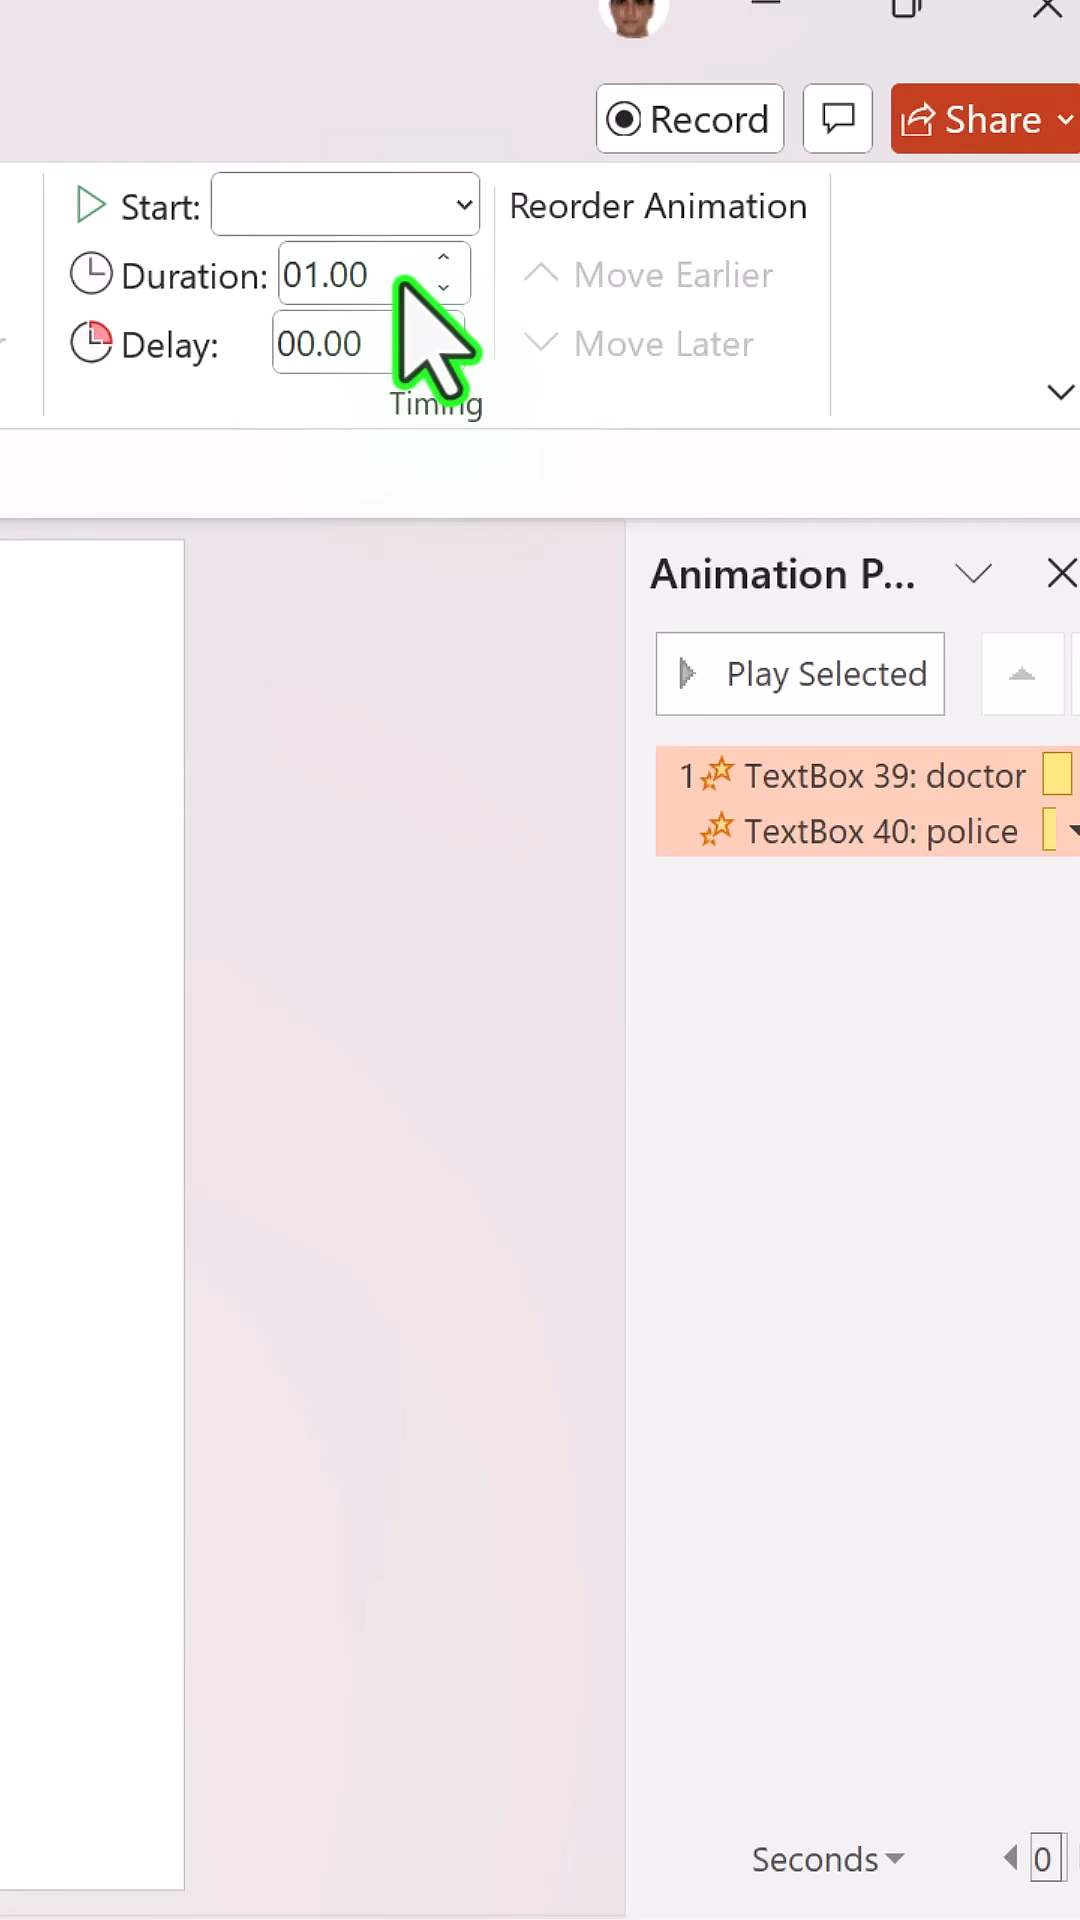 Record
Share
Start:
Duration: 01.00
Delay: 00.00
Timing
Reorder Animation
Move Earlier
Move Later
Animation P...
Play Selected
1 TextBox 39: doctor
TextBox 40: police
Seconds
0